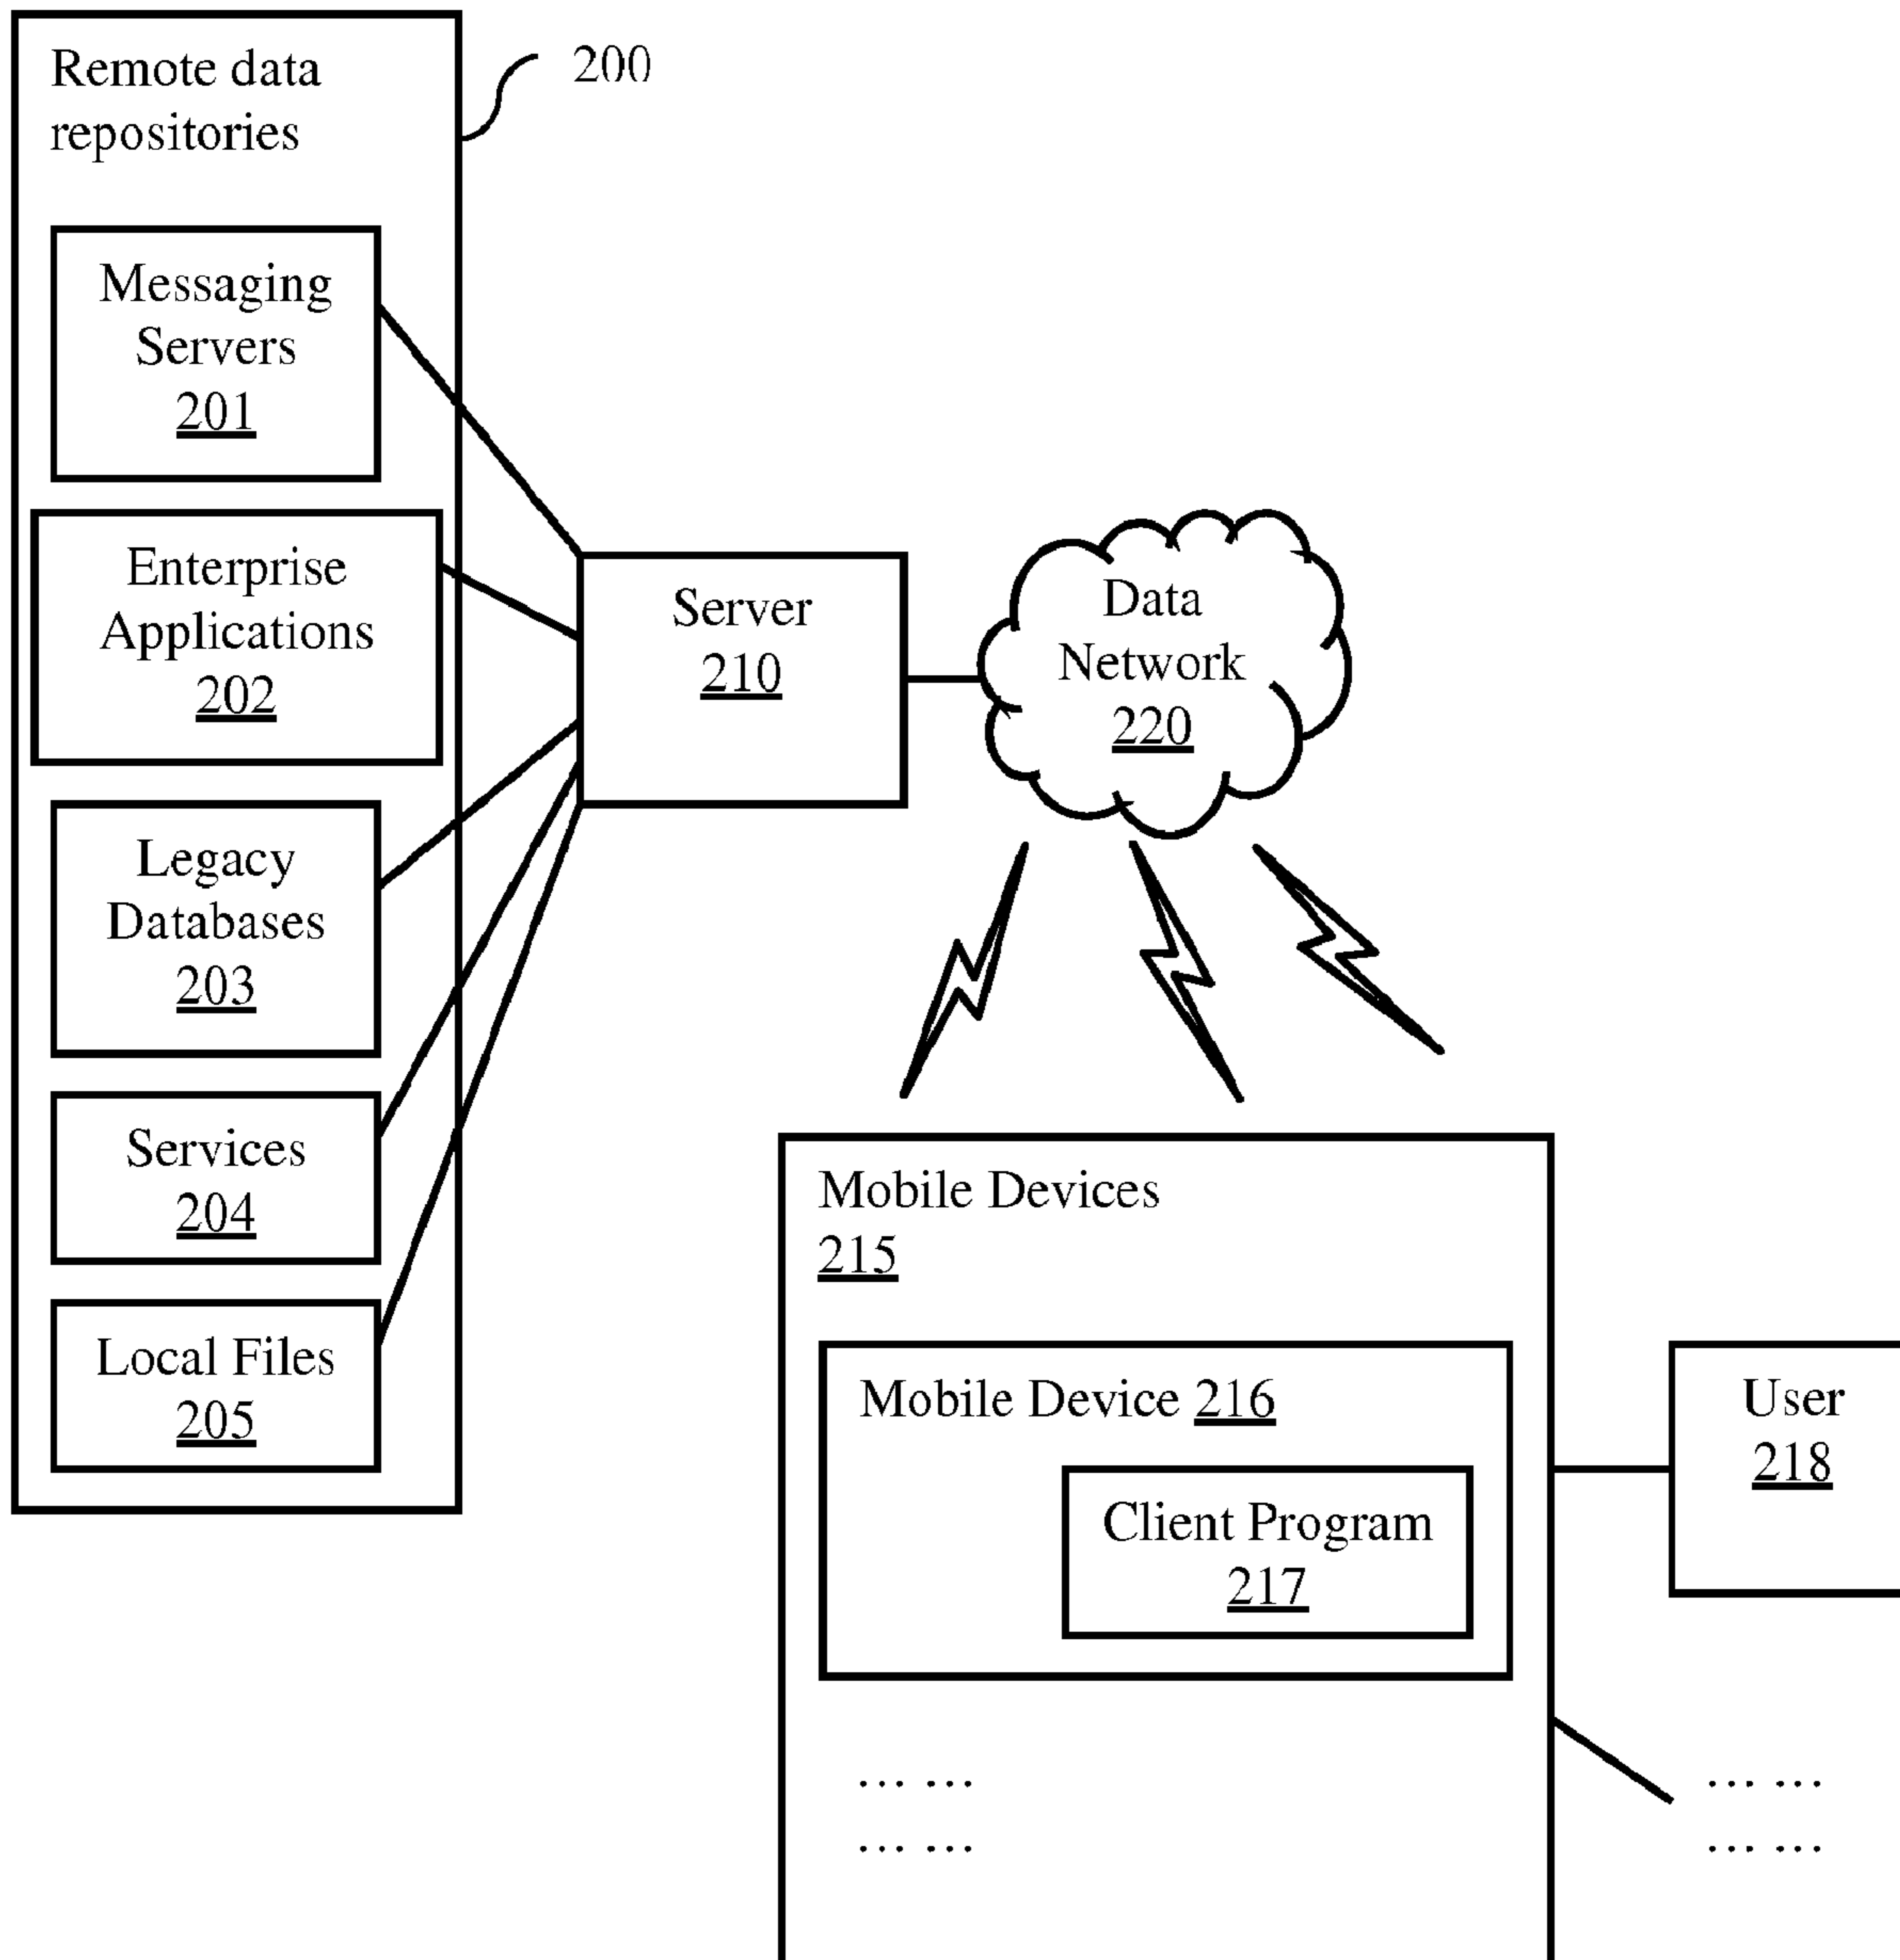 Remote data
repositories
200
Messaging
Servers
201
Enterprise
Applications
202
Legacy
Databases
203
Services
204
Local Files
205
Server
210
Data
Network
220
Mobile Devices
215
Mobile Device 216
Client Program
217
User
218
... ...
... ...
... ...
... ...